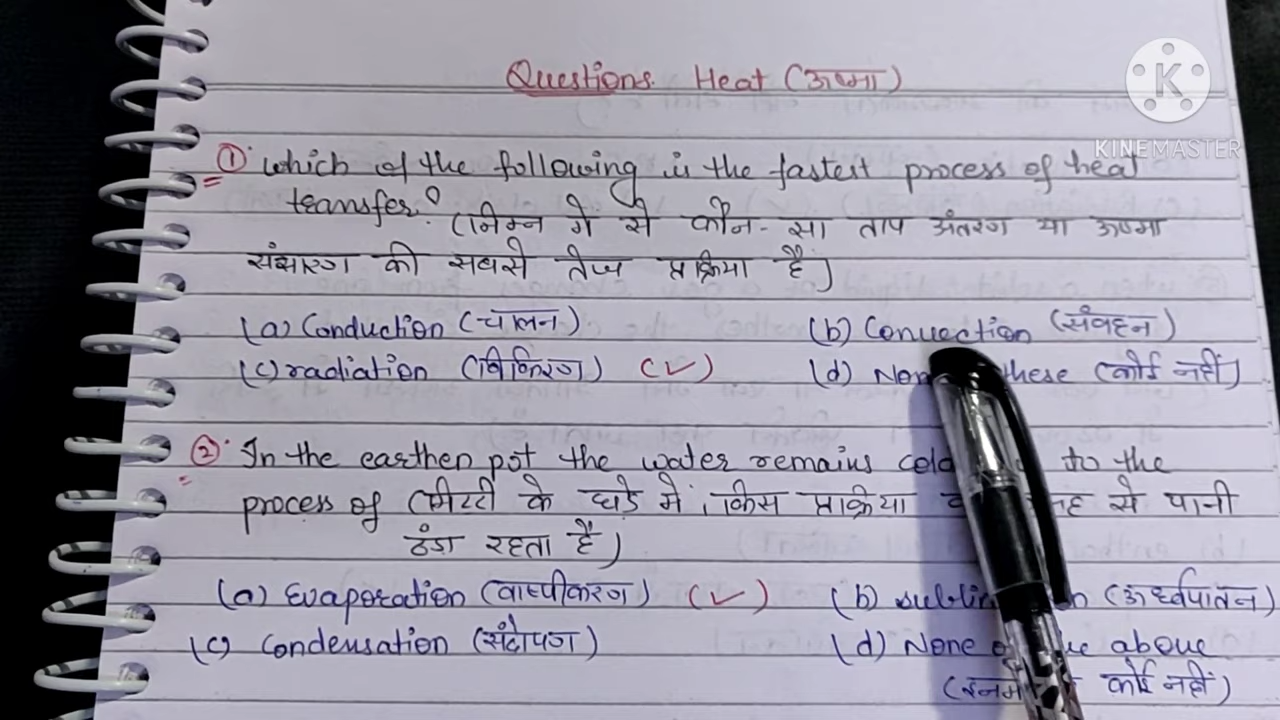 Questions Heat (ऊष्मा)
K
KINEMASTER
① which of the following is the fastest process of heat
transfer? (निम्न में से कौन-सा ताप अंतरण या ऊष्मा
संचारण की सबसे तेज प्रक्रिया है)
(a) Conduction (चालन) (b) Convection (संवहन)
(c) radiation (विकिरण) (✓) (d) None these (कोई नहीं)
② In the earthen pot the water remains to the
process of (मिट्टी के घड़े में, किस प्रक्रिया से पानी
ठंडा रहता है)
(a) Evaporation (वाष्पीकरण) (✓) (b) (ऊर्ध्वपातन)
(c) Condensation (संघनन) (d) None above
(कोई नहीं)